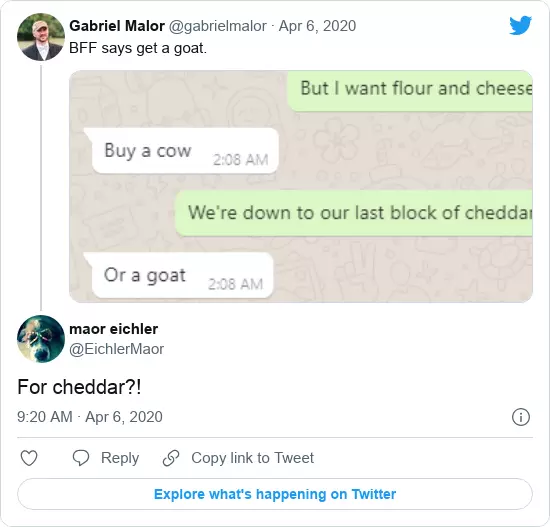 Gabriel Malor @gabrielmalor · Apr 6, 2020
BFF says get a goat.
But I want flour and cheese
Buy a cow 2:08 AM
We're down to our last block of cheddar
Or a goat 2:08 AM
maor eichler
@EichlerMaor
For cheddar?!
9:20 AM · Apr 6, 2020
Reply Copy link to Tweet
Explore what's happening on Twitter